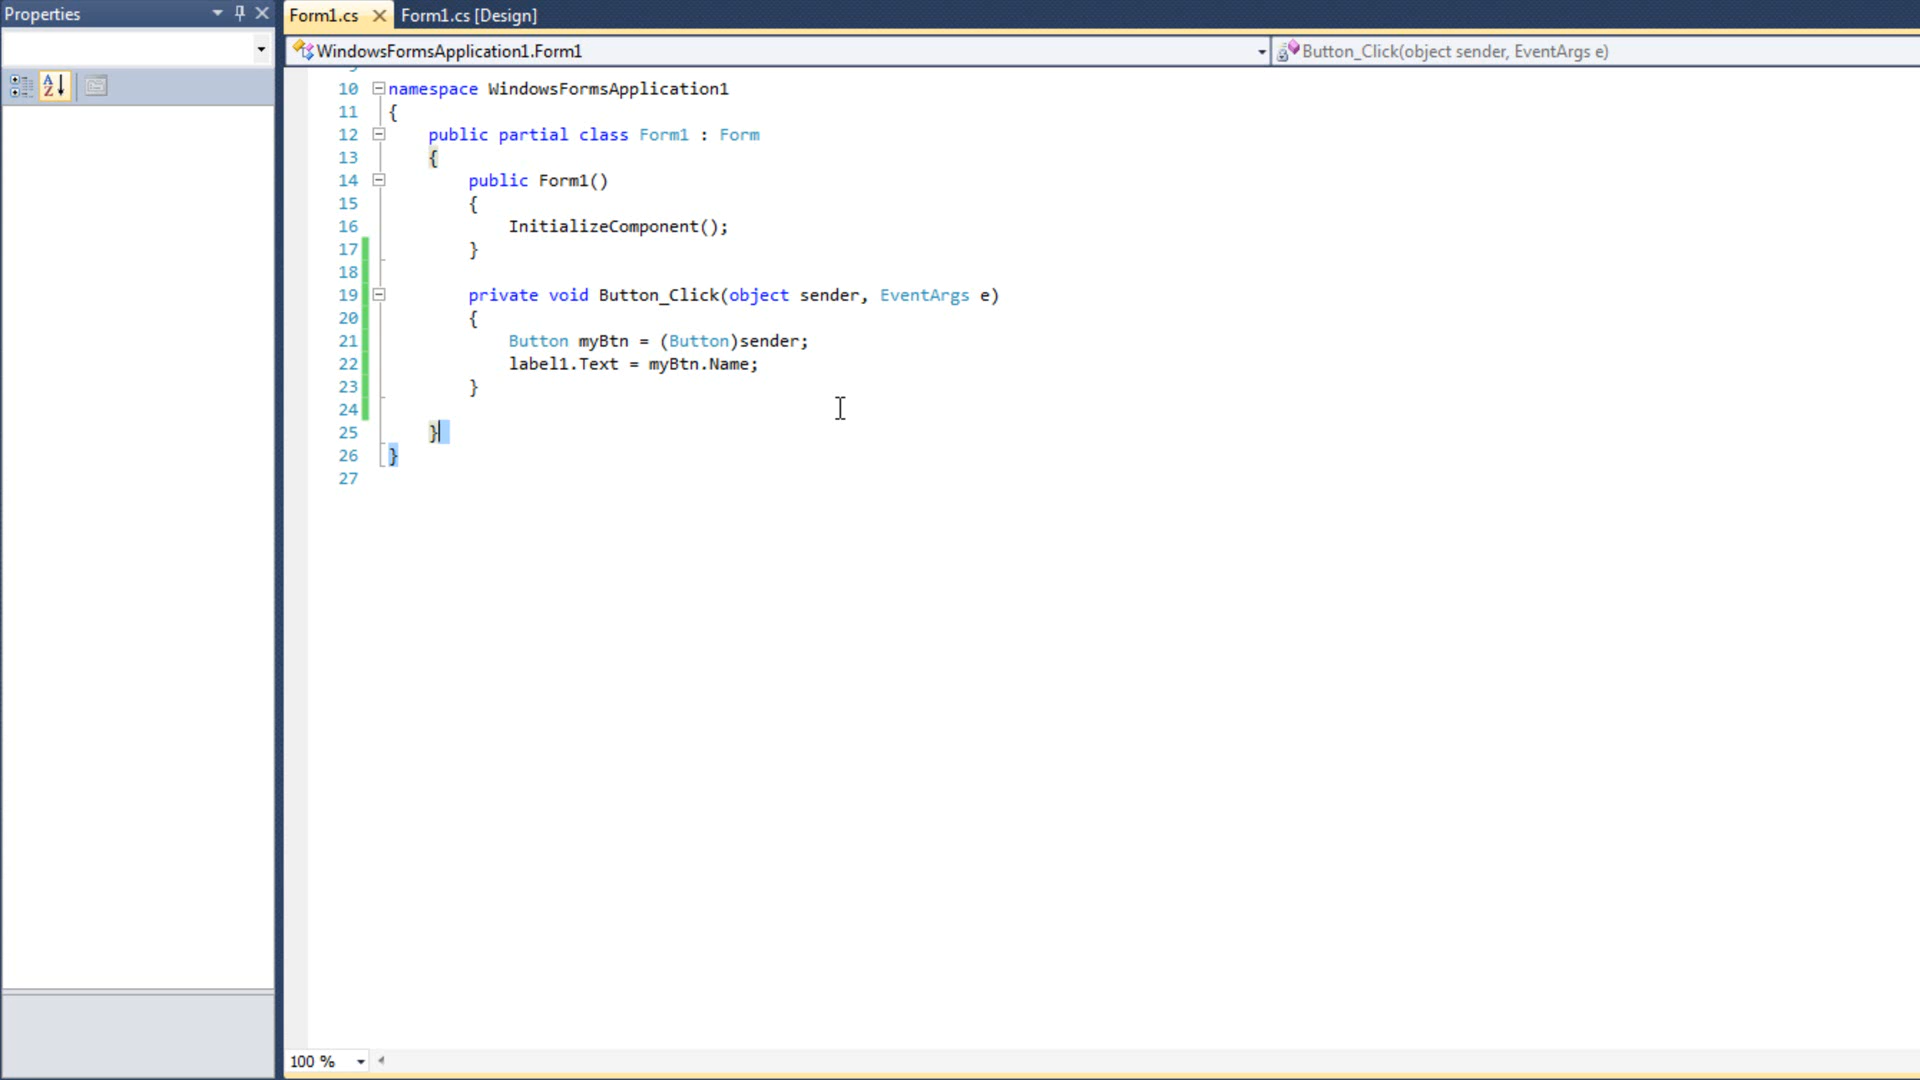 Properties
Form1.cs
Form1.cs [Design]
WindowsFormsApplication1.Form1
Button_Click(object sender, EventArgs e)
10 namespace WindowsFormsApplication1
11 {
12 public partial class Form1 : Form
13 {
14 public Form1()
15 {
16 InitializeComponent();
17 }
18
19 private void Button_Click(object sender, EventArgs e)
20 {
21 Button myBtn = (Button)sender;
22 label1.Text = myBtn.Name;
23 }
24
25 }
26 }
27
100 %